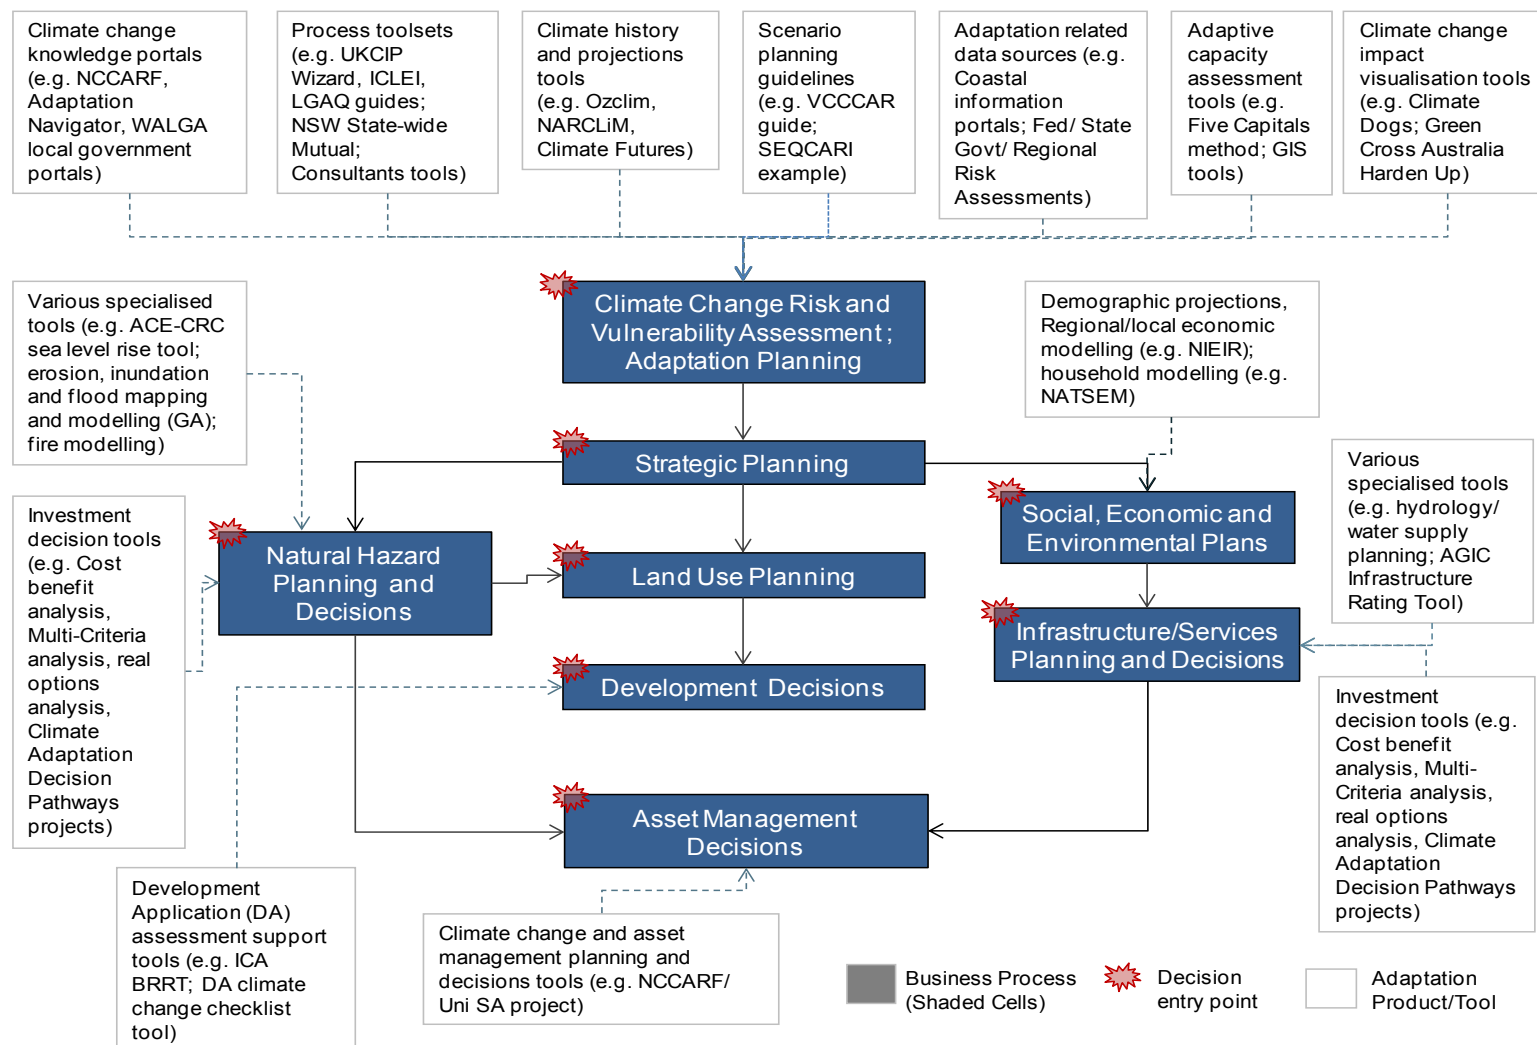 Climate change
knowledge portals
(e.g. NCCARF,
Adaptation
Navigator, WALGA
local government
portals)
Process toolsets
(e.g. UKCIP
Wizard, ICLEI,
LGAQ guides;
NSW State-wide
Mutual;
Consultants tools)
Climate history
and projections
tools
(e.g. Ozclim,
NARCLiM,
Climate Futures)
Scenario
planning
guidelines
(e.g. VCCCAR
guide;
SEQCARI
example)
Adaptation related
data sources (e.g.
Coastal
information
portals; Fed/ State
Govt/ Regional
Risk
Assessments)
Adaptive
capacity
assessment
tools (e.g.
Five Capitals
method; GIS
tools)
Climate change
impact
visualisation tools
(e.g. Climate
Dogs; Green
Cross Australia
Harden Up)
Climate Change Risk and
Vulnerability Assessment ;
Adaptation Planning
Various specialised
tools (e.g. ACE-CRC
sea level rise tool;
erosion, inundation
and flood mapping
and modelling (GA);
fire modelling)
Demographic projections,
Regional/local economic
modelling (e.g. NIEIR);
household modelling (e.g.
NATSEM)
Strategic Planning
Various
specialised tools
(e.g. hydrology/
water supply
planning; AGIC
Infrastructure
Rating Tool)
Investment
decision tools
(e.g. Cost
benefit
analysis,
Multi-Criteria
analysis, real
options
analysis,
Climate
Adaptation
Decision
Pathways
projects)
Natural Hazard
Planning and
Decisions
Land Use Planning
Social, Economic and
Environmental Plans
Infrastructure/Services
Planning and Decisions
Development Decisions
Investment
decision tools (e.g.
Cost benefit
analysis, Multi-
Criteria analysis,
real options
analysis, Climate
Adaptation
Decision Pathways
projects)
Asset Management
Decisions
Development
Application (DA)
assessment support
tools (e.g. ICA
BRRT; DA climate
change checklist
tool)
Climate change and asset
management planning and
decisions tools (e.g. NCCARF/
Uni SA project)
Business Process
(Shaded Cells)
Decision
entry point
Adaptation
Product/Tool